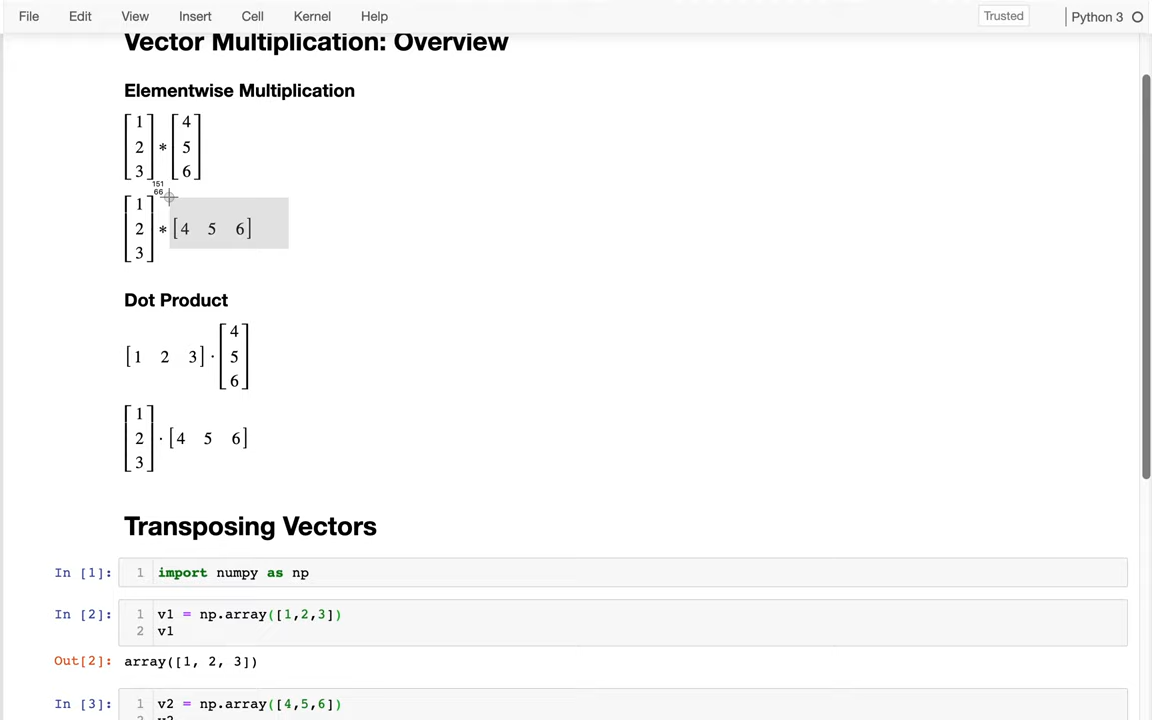 File Edit View Insert Cell Kernel Help Trusted Python 3
Vector Multiplication: Overview
Elementwise Multiplication
[1 2 3] * [4 5 6]
151
66
[1 2 3] * [4 5 6]
Dot Product
[1 2 3] · [4 5 6]
[1 2 3] · [4 5 6]
Transposing Vectors
In [1]: 1 import numpy as np
In [2]: 1 v1 = np.array([1,2,3])
2 v1
Out[2]: array([1, 2, 3])
In [3]: 1 v2 = np.array([4,5,6])
2 v2